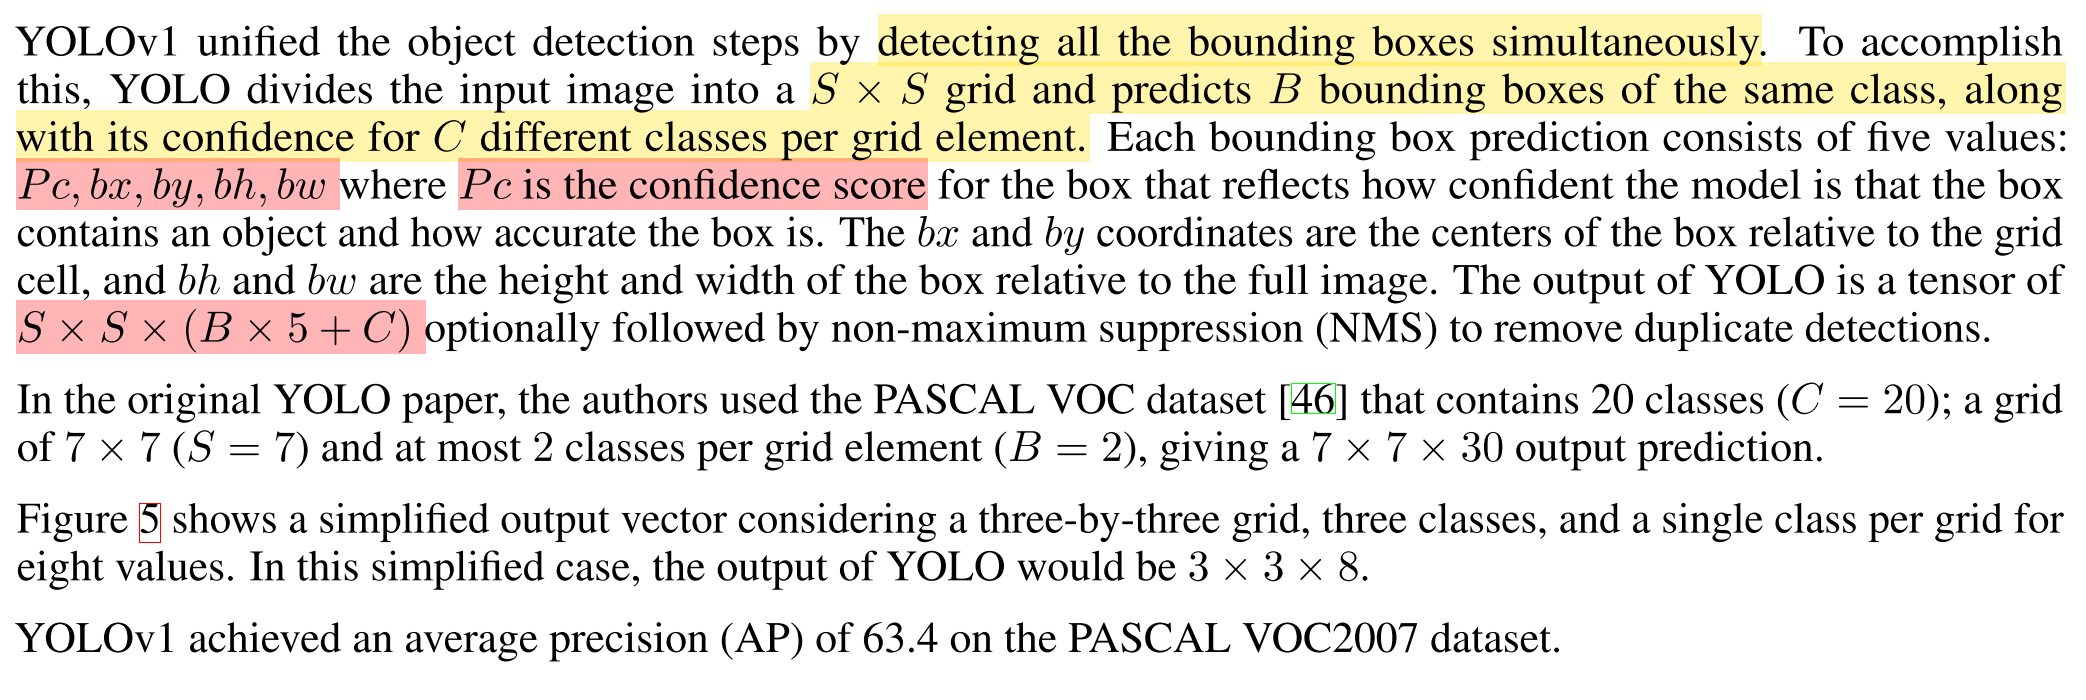 YOLOv1 unified the object detection steps by detecting all the bounding boxes simultaneously. To accomplish
this, YOLO divides the input image into a S × S grid and predicts B bounding boxes of the same class, along
with its confidence for C different classes per grid element. Each bounding box prediction consists of five values:
Pc, bx, by, bh, bw where Pc is the confidence score for the box that reflects how confident the model is that the box
contains an object and how accurate the box is. The bx and by coordinates are the centers of the box relative to the grid
cell, and bh and bw are the height and width of the box relative to the full image. The output of YOLO is a tensor of
S × S × (B × 5 + C) optionally followed by non-maximum suppression (NMS) to remove duplicate detections.
In the original YOLO paper, the authors used the PASCAL VOC dataset [46] that contains 20 classes (C = 20); a grid
of 7 × 7 (S = 7) and at most 2 classes per grid element (B = 2), giving a 7 × 7 × 30 output prediction.
Figure 5 shows a simplified output vector considering a three-by-three grid, three classes, and a single class per grid for
eight values. In this simplified case, the output of YOLO would be 3 × 3 × 8.
YOLOv1 achieved an average precision (AP) of 63.4 on the PASCAL VOC2007 dataset.